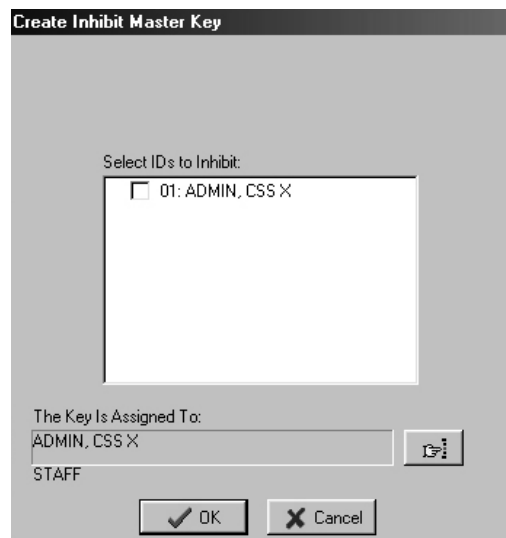 Create Inhibit Master Key
Select IDs to Inhibit:
01: ADMIN, CSS X
The Key Is Assigned To:
ADMIN, CSS X
STAFF
OK
Cancel